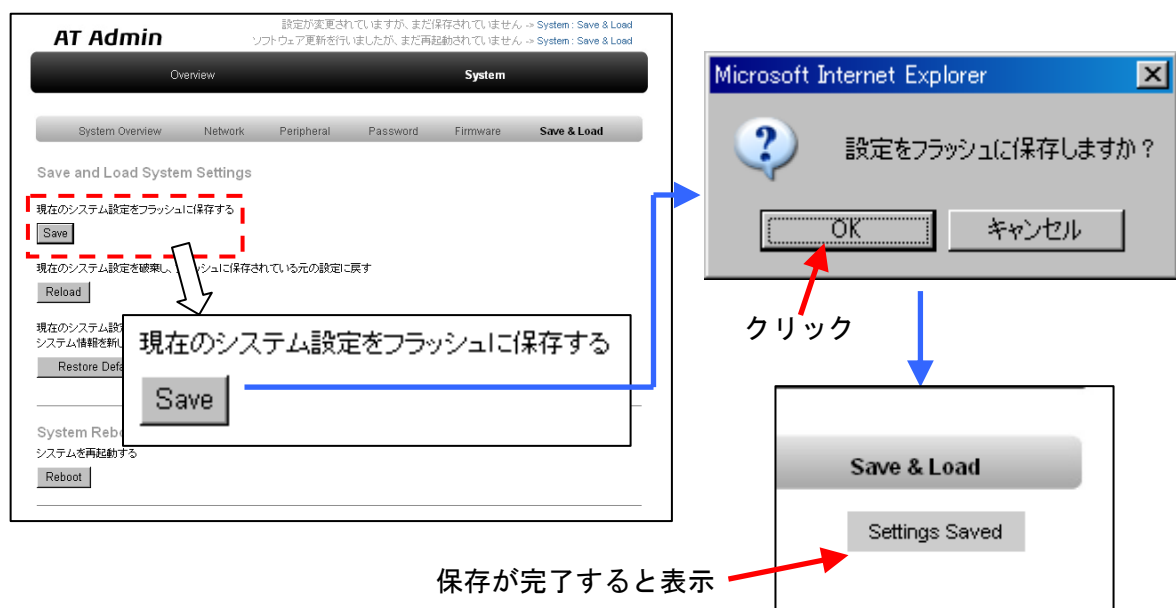 設定が変更されていますが、まだ保存されていません -> System : Save & Load
AT Admin
ソフトウェア更新を行いましたが、まだ再起動されていません -> System : Save & Load
Overview System
System Overview Network Peripheral Password Firmware Save & Load
Save and Load System Settings
現在のシステム設定をフラッシュに保存する
Save
現在のシステム設定を破棄し、 ッシュに保存されている元の設定に戻す
Reload
現在のシステム設
システム情報を新し
Restore Defa
現在のシステム設定をフラッシュに保存する
Save
System Rebo
システムを再起動する
Reboot
Microsoft Internet Explorer
設定をフラッシュに保存しますか?
OK キャンセル
クリック
Save & Load
Settings Saved
保存が完了すると表示